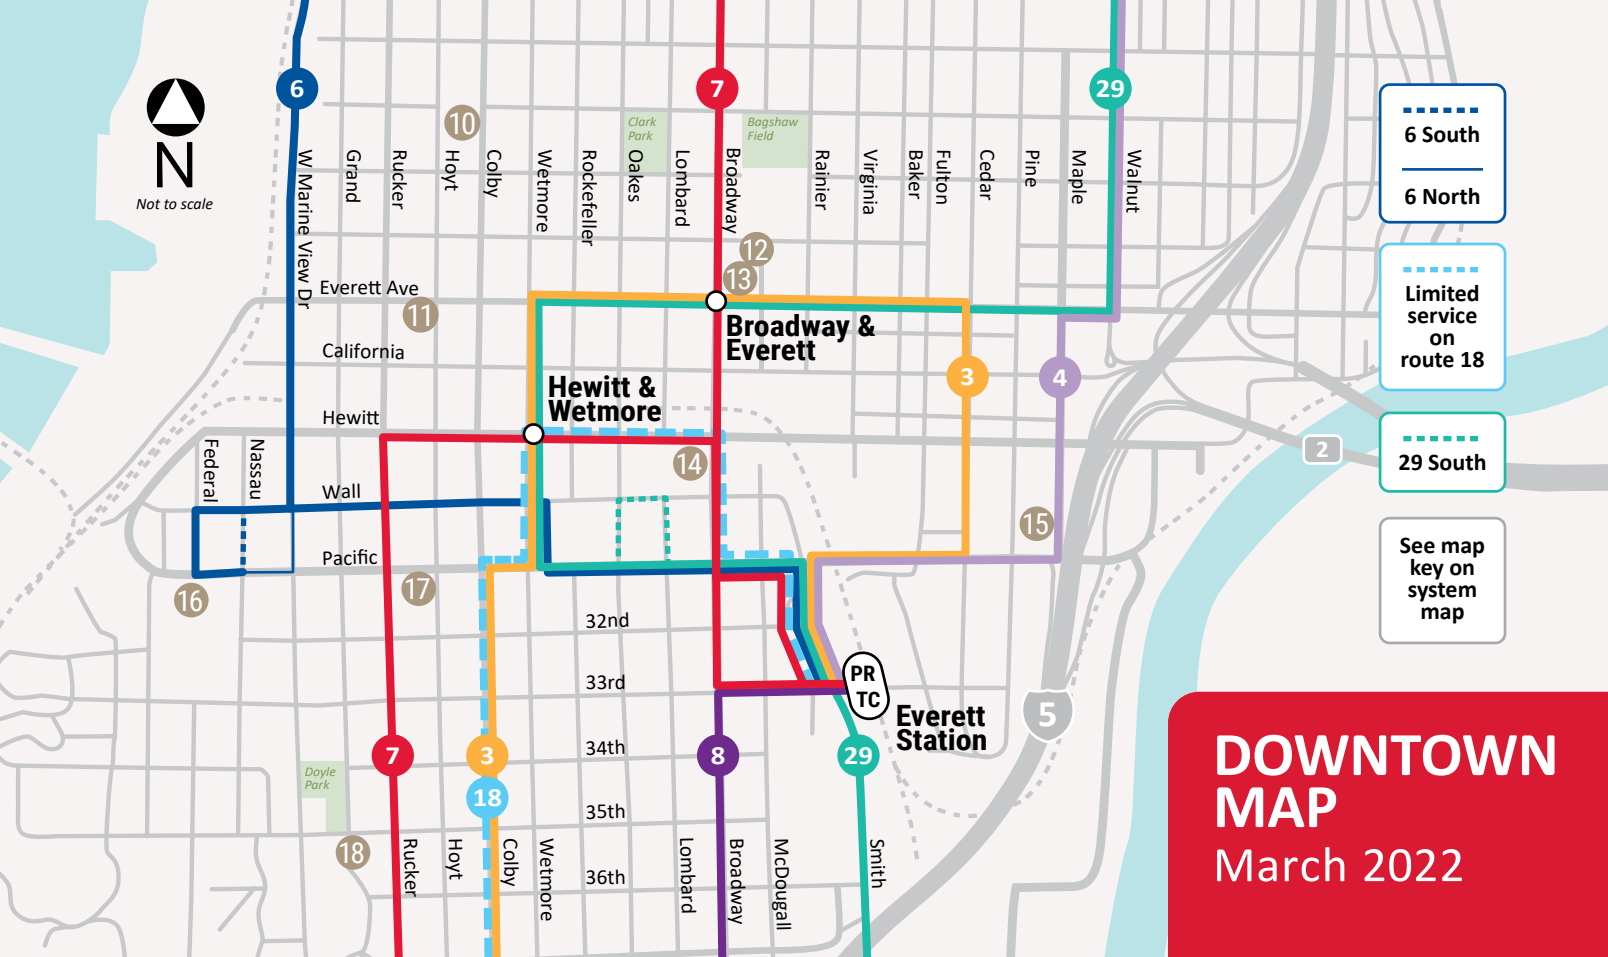 6
7
29
6 South
6 North
N
Not to scale
10
Clark
Park
Bagshaw
Field
W Marine View Dr
Grand
Rucker
Hoyt
Colby
Wetmore
Rockefeller
Oakes
Lombard
Broadway
Rainier
Virginia
Baker
Fulton
Cedar
Pine
Maple
Walnut
12
13
Everett Ave
11
Limited
service
on
route 18
Broadway &
Everett
California
3
4
Hewitt &
Wetmore
Hewitt
Federal
Nassau
14
2
29 South
Wall
15
Pacific
16
17
See map
key on
system
map
32nd
33rd
PR
TC
Everett
Station
5
7
3
34th
8
29
Doyle
Park
18
35th
18
Rucker
Hoyt
Colby
Wetmore
36th
Lombard
Broadway
McDougall
Smith
DOWNTOWN
MAP
March 2022